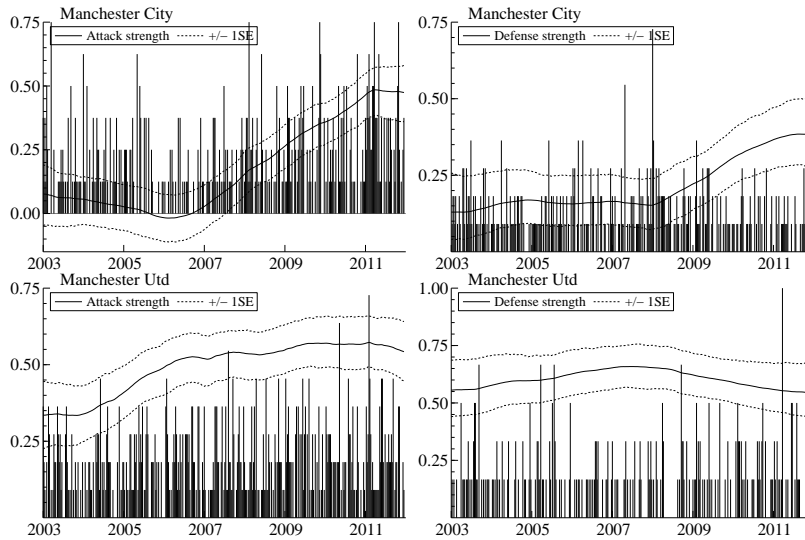 Manchester City
Attack strength +/− 1SE
0.75
0.50
0.25
0.00
2003 2005 2007 2009 2011
Manchester City
Defense strength +/− 1SE
0.75
0.50
0.25
2003 2005 2007 2009 2011
Manchester Utd
Attack strength +/− 1SE
0.75
0.50
0.25
2003 2005 2007 2009 2011
Manchester Utd
Defense strength +/− 1SE
1.00
0.75
0.50
0.25
2003 2005 2007 2009 2011